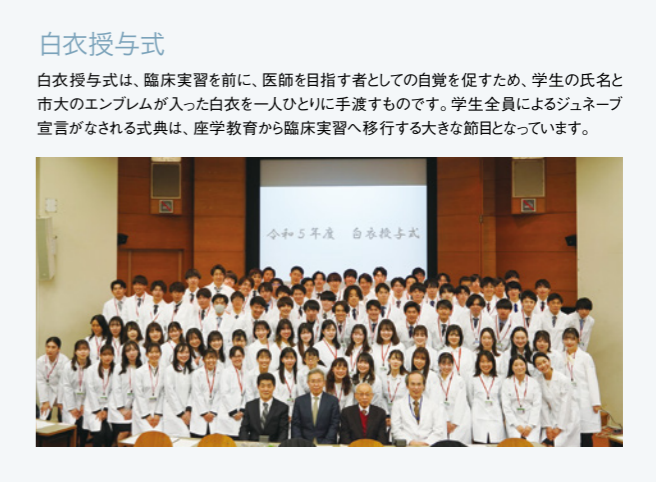 白衣授与式
白衣授与式は、臨床実習を前に、医師を目指す者としての自覚を促すため、学生の氏名と
市大のエンブレムが入った白衣を一人ひとりに手渡すものです。学生全員によるジュネーブ
宣言がなされる式典は、座学教育から臨床実習へ移行する大きな節目となっています。
令和5年度 白衣授与式